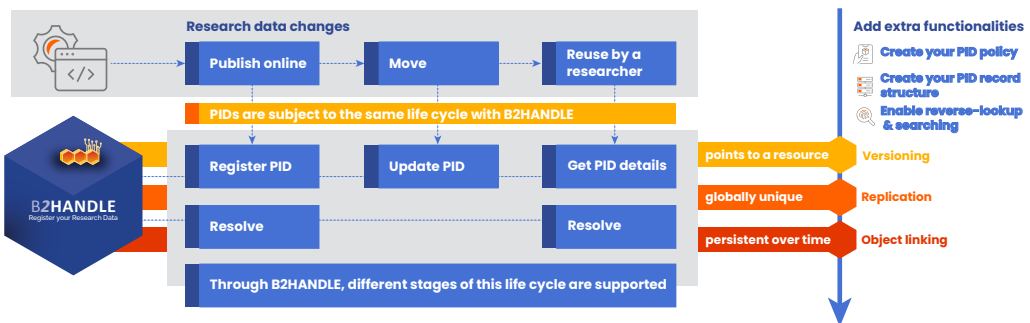 Research data changes
Publish online
Move
Reuse by a
researcher
PIDs are subject to the same life cycle with B2HANDLE
B2HANDLE
Register your Research Data
Register PID
Update PID
Get PID details
Resolve
Resolve
Through B2HANDLE, different stages of this life cycle are supported
</>
Add extra functionalities
Create your PID policy
Create your PID record
structure
Enable reverse-lookup
& searching
points to a resource
Versioning
globally unique
Replication
persistent over time
Object linking